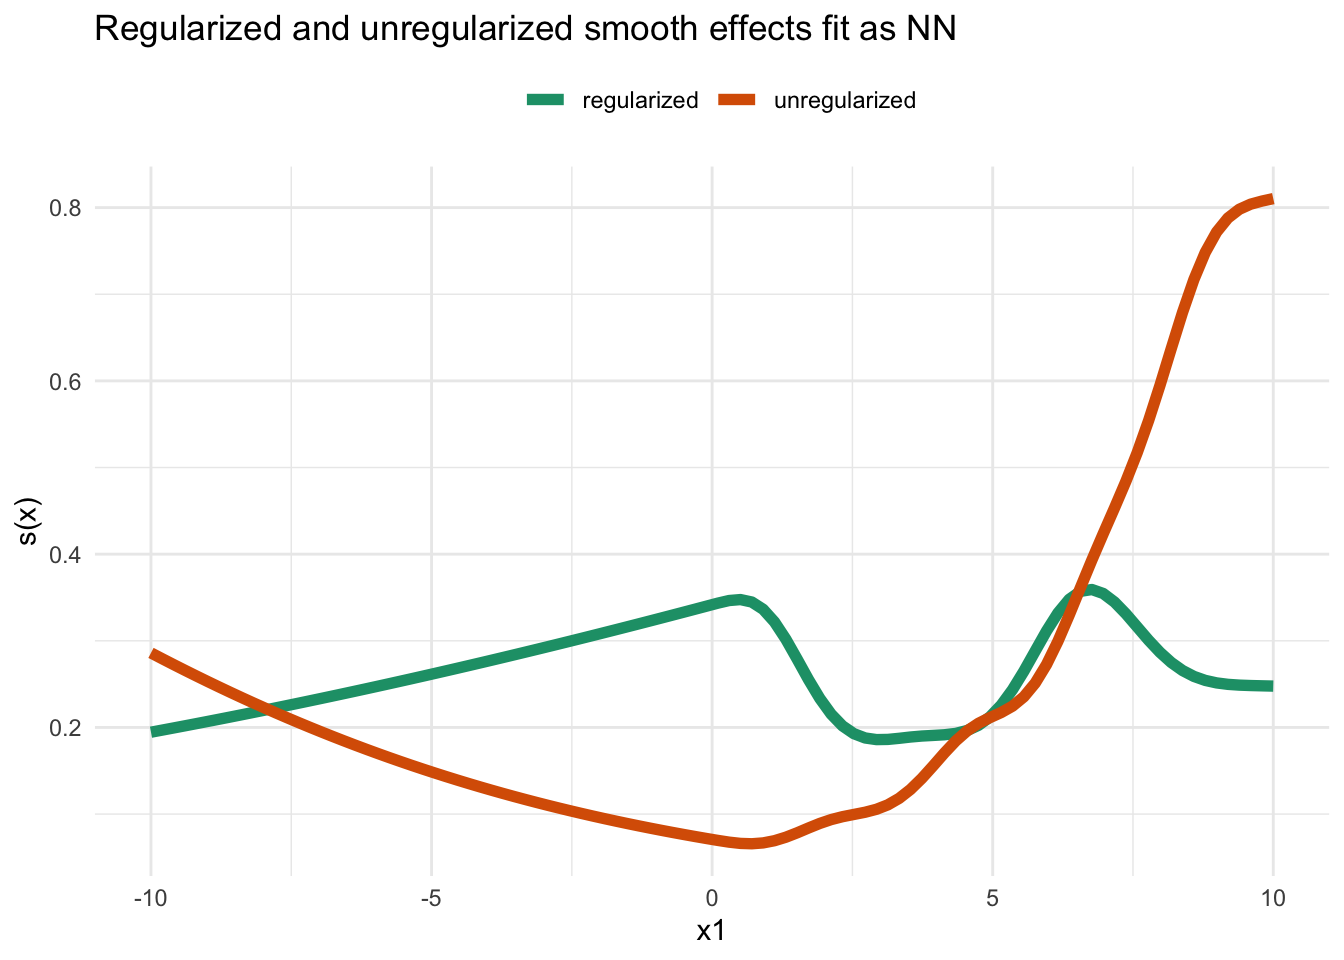 Regularized and unregularized smooth effects fit as NN
regularized unregularized
0.8
0.6
0.4
0.2
s(x)
-10 -5 0 5 10
x1